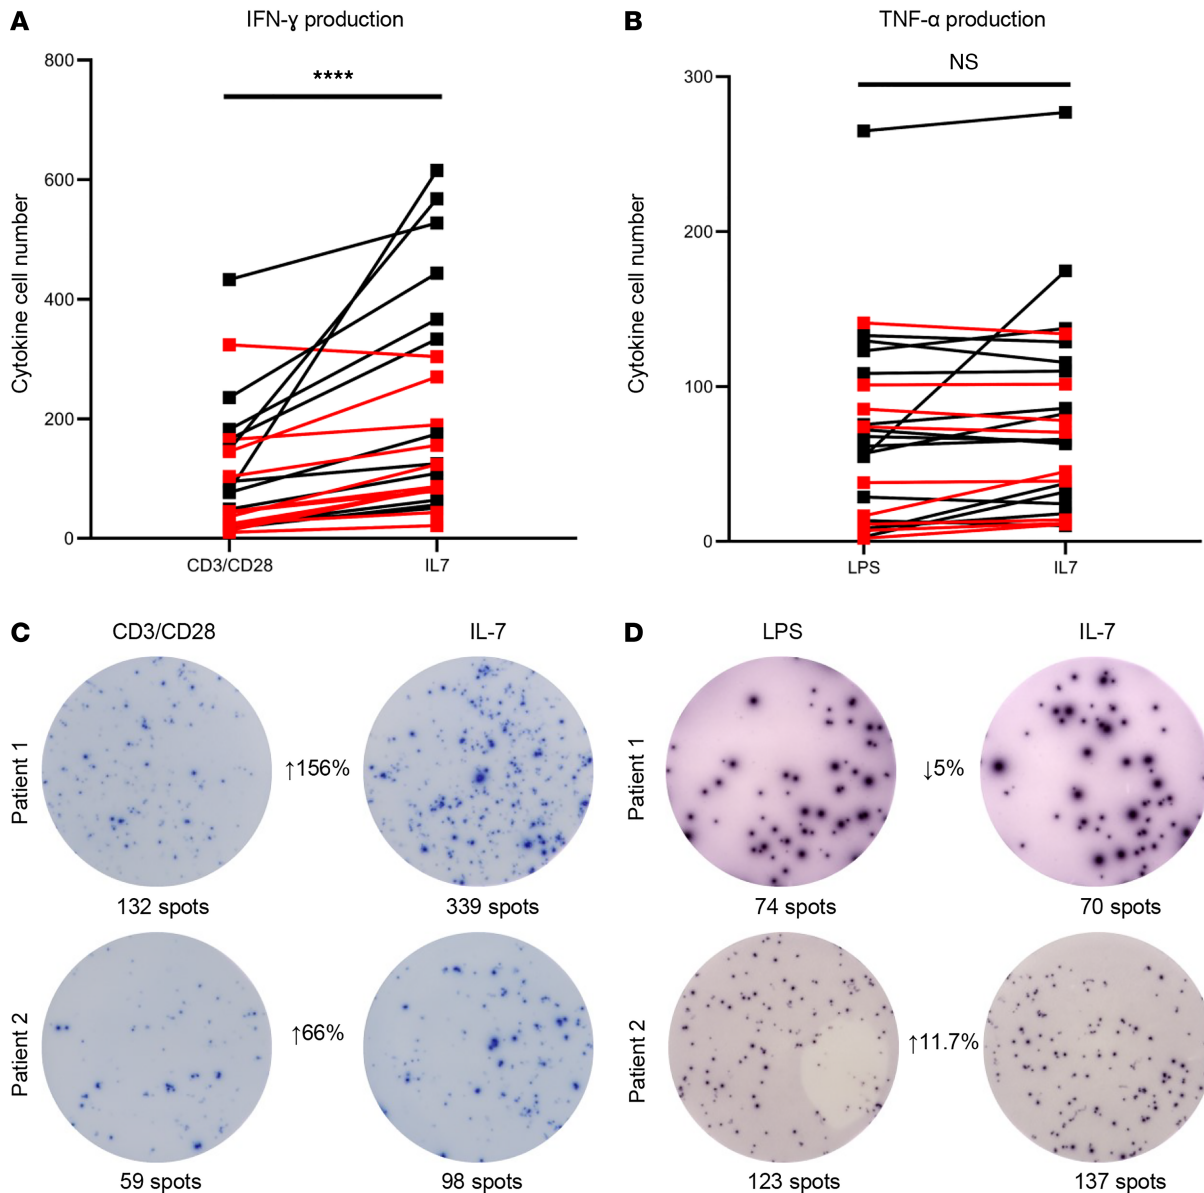 A
IFN-ɣ production
Cytokine cell number
800
600
400
200
0
****
CD3/CD28
IL7
B
TNF-α production
Cytokine cell number
300
200
100
0
NS
LPS
IL7
C
CD3/CD28
IL-7
Patient 1
↑156%
132 spots
339 spots
Patient 2
↑66%
59 spots
98 spots
D
LPS
IL-7
Patient 1
↓5%
74 spots
70 spots
Patient 2
↑11.7%
123 spots
137 spots